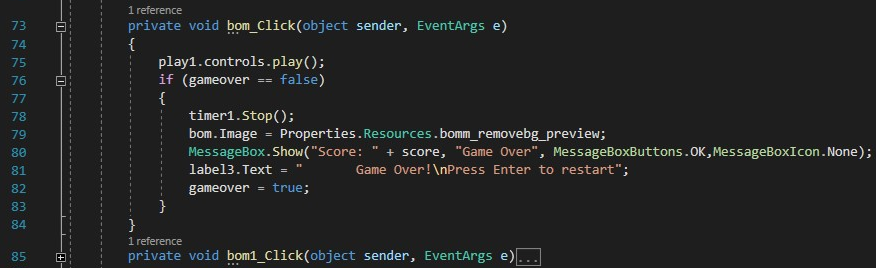 1 reference
73 private void bom_Click(object sender, EventArgs e)
74 {
75 play1.controls.play();
76 if (gameover == false)
77 {
78 timer1.Stop();
79 bom.Image = Properties.Resources.bomm_removebg_preview;
80 MessageBox.Show("Score: " + score, "Game Over", MessageBoxButtons.OK,MessageBoxIcon.None);
81 label3.Text = "       Game Over!\nPress Enter to restart";
82 gameover = true;
83 }
84 }
1 reference
85 private void bom1_Click(object sender, EventArgs e)...